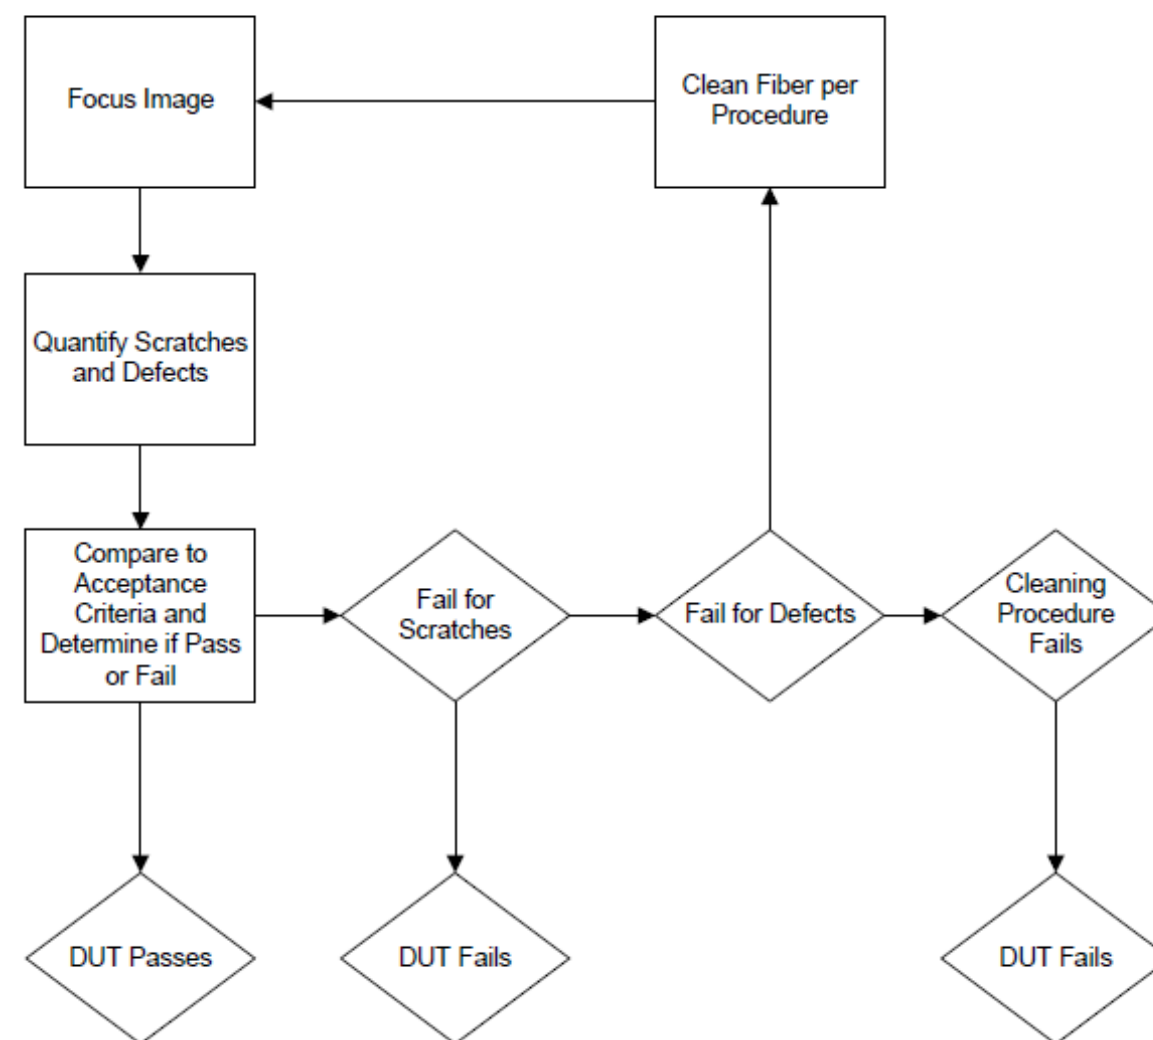 Focus Image
Clean Fiber per
Procedure
Quantify Scratches
and Defects
Compare to
Acceptance
Criteria and
Determine if Pass
or Fail
Fail for
Scratches
Fail for Defects
Cleaning
Procedure
Fails
DUT Passes
DUT Fails
DUT Fails